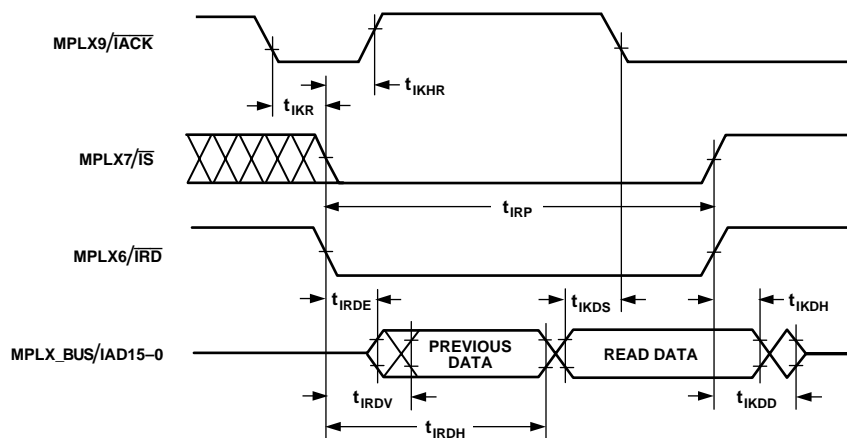 MPLX9/IACK
tIKHR
tIKR
MPLX7/IS
tIRP
MPLX6/IRD
tIRDE
tIKDS
tIKDH
MPLX_BUS/IAD15–0
PREVIOUS
DATA
READ DATA
tIRDV
tIKDD
tIRDH